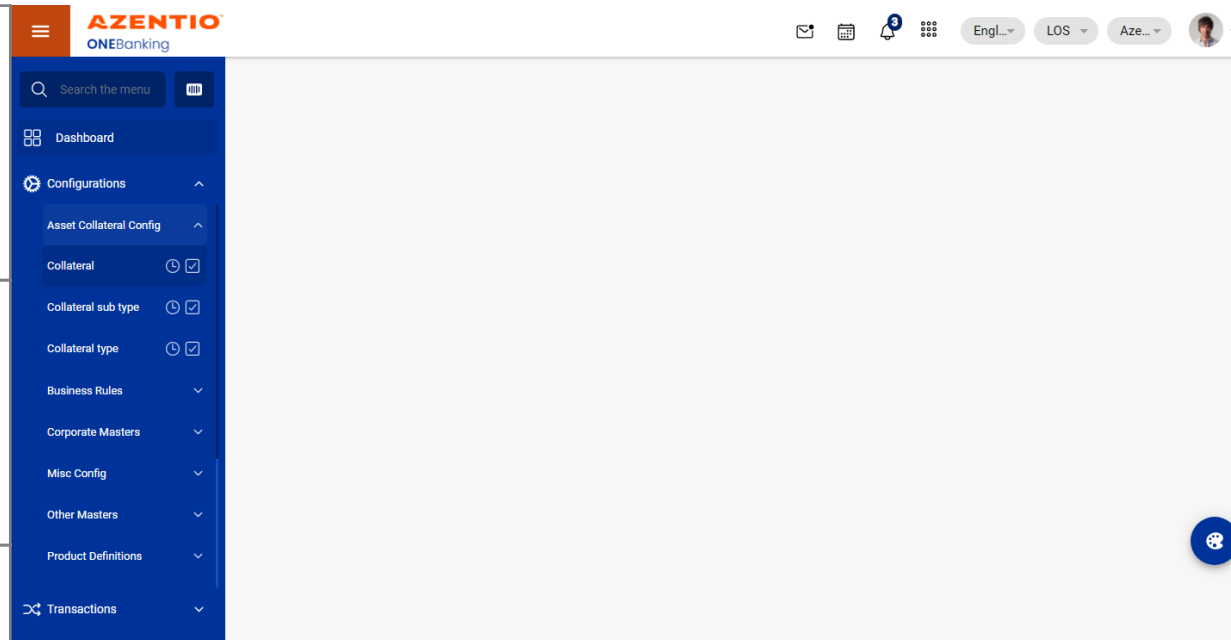 AZENTIO
ONEBanking
3
Engl...
LOS
Aze...
Search the menu
Dashboard
Configurations
Asset Collateral Config
Collateral
Collateral sub type
Collateral type
Business Rules
Corporate Masters
Misc Config
Other Masters
Product Definitions
Transactions